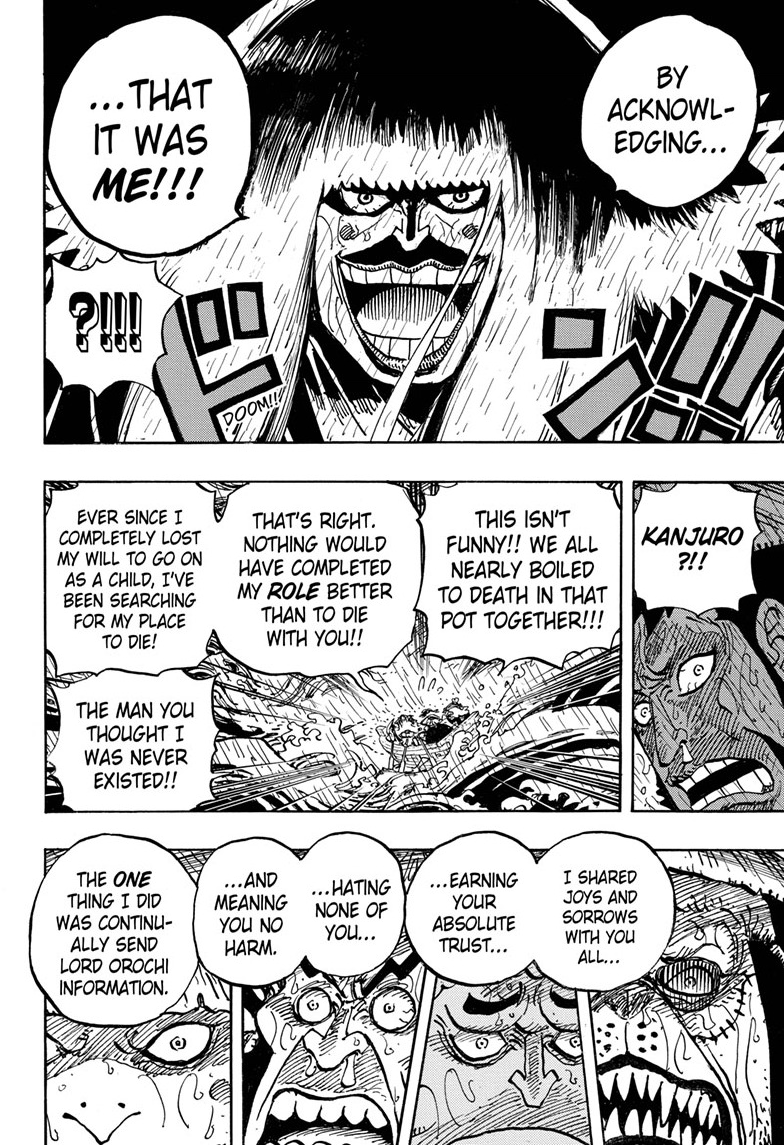 BY
ACKNOWL-
EDGING...
...THAT
IT WAS
ME!!!
?!!!
DOOM!!
ドドン
KANJURO
?!!
THIS ISN'T
FUNNY!! WE ALL
NEARLY BOILED
TO DEATH IN THAT
POT TOGETHER!!!
THAT'S RIGHT.
NOTHING WOULD
HAVE COMPLETED
MY ROLE BETTER
THAN TO DIE
WITH YOU!!
EVER SINCE I
COMPLETELY LOST
MY WILL TO GO ON
AS A CHILD, I'VE
BEEN SEARCHING
FOR MY PLACE
TO DIE!
THE MAN YOU
THOUGHT I
WAS NEVER
EXISTED!!
I SHARED
JOYS AND
SORROWS
WITH YOU
ALL...
...EARNING
YOUR
ABSOLUTE
TRUST...
...HATING
NONE OF
YOU...
...AND
MEANING
YOU NO
HARM.
THE ONE
THING I DID
WAS CONTINU-
ALLY SEND
LORD OROCHI
INFORMATION.